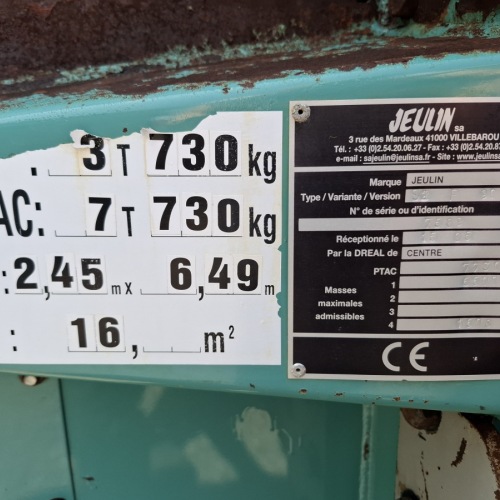 : 3 T 730 kg
AC: 7 T 730 kg
: 2,45 m x 6,49 m
: 16, m²
JEULIN sa
3 rue des Mardeaux 41000 VILLEBAROU
Tél. : +33 (0)2.54.20.06.27 - Fax : +33 (0)2.54.20.6
e-mail : sajeulin@jeulinsa.fr - Site : www.jeulinsa
Marque JEULIN
Type / Variante / Version
N° de série ou d'identification
Réceptionné le
Par la DREAL de CENTRE
PTAC
Masses 1
maximales 2
admissibles 3
4
CE